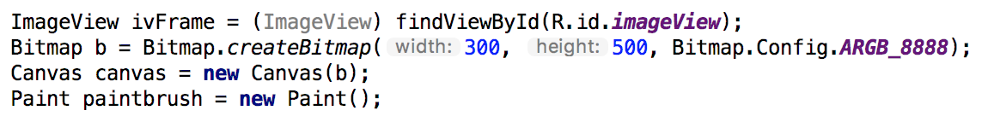 ImageView ivFrame = (ImageView) findViewById(R.id.imageView);
Bitmap b = Bitmap.createBitmap( width: 300, height: 500, Bitmap.Config.ARGB_8888);
Canvas canvas = new Canvas(b);
Paint paintbrush = new Paint();